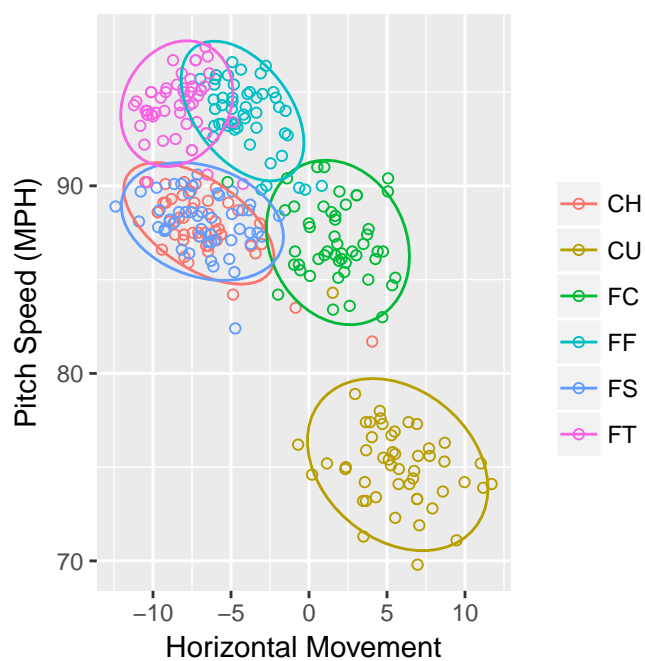 Pitch Speed (MPH)
90
80
70
−10 −5 0 5 10
Horizontal Movement
CH
CU
FC
FF
FS
FT